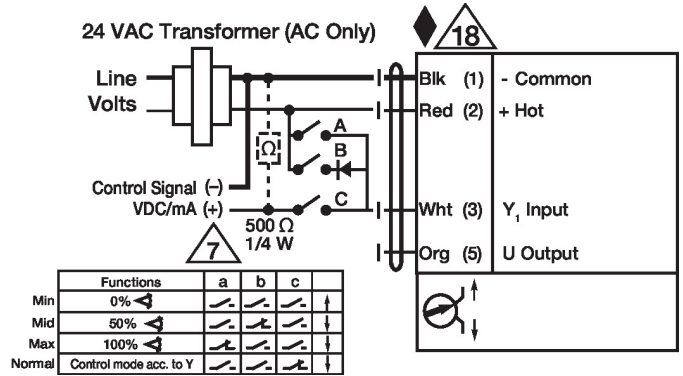 24 VAC Transformer (AC Only)
18
Line
Volts
Blk (1) - Common
Red (2) + Hot
A
B
C
Ω
Control Signal (–)
VDC/mA (+)
500 Ω
1/4 W
7
Wht (3) Y1 Input
Org (5) U Output
Functions a b c
Min 0%
Mid 50%
Max 100%
Normal Control mode acc. to Y